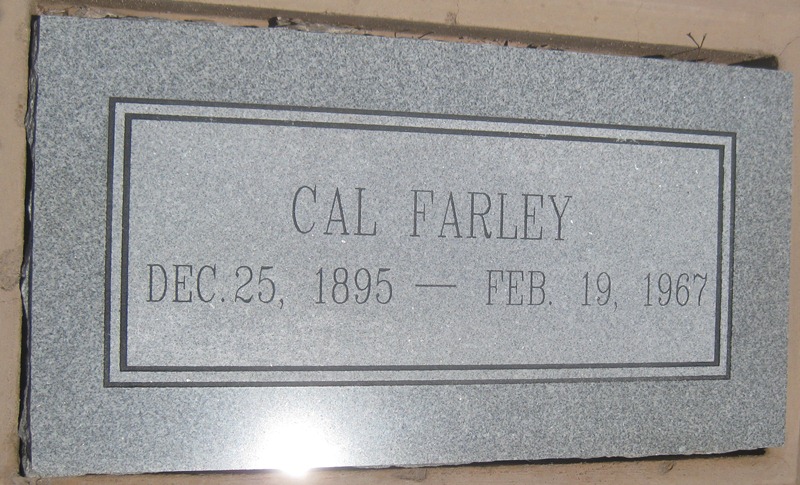 CAL FARLEY
DEC. 25, 1895 — FEB. 19, 1967